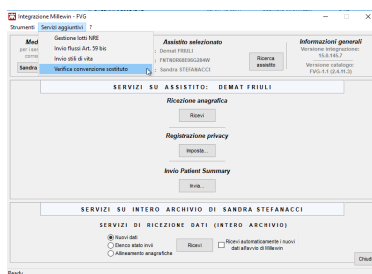 Integrazione Millewin - FVG
Strumenti Servizi aggiuntivi ?
Gestione lotti NRE
Invio flussi Art. 59 bis
Invio stili di vita
Verifica convenzione sostituto
Med
per i sas
corre
Sandra
Assistito selezionato
: Demat FRIULI
: Sandra STEFANACCI
Ricerca assistito
Informazioni generali
Versione integrazione:
15.0.145.7
Versione catalogo:
FVG-1.1 (2.4.11.3)
SERVIZI SU ASSISTITO: DEMAT FRIULI
Ricezione anagrafica
Ricevi
Registrazione privacy
Imposta...
Invio Patient Summary
Invia...
SERVIZI SU INTERO ARCHIVIO DI SANDRA STEFANACCI
SERVIZI DI RICEZIONE DATI (INTERO ARCHIVIO)
Nuovi dati
Elenco stato invii
Allineamento anagrafiche
Ricevi
Ricevi automaticamente i nuovi
dati all'avvio di Millewin
Chiudi
Ready